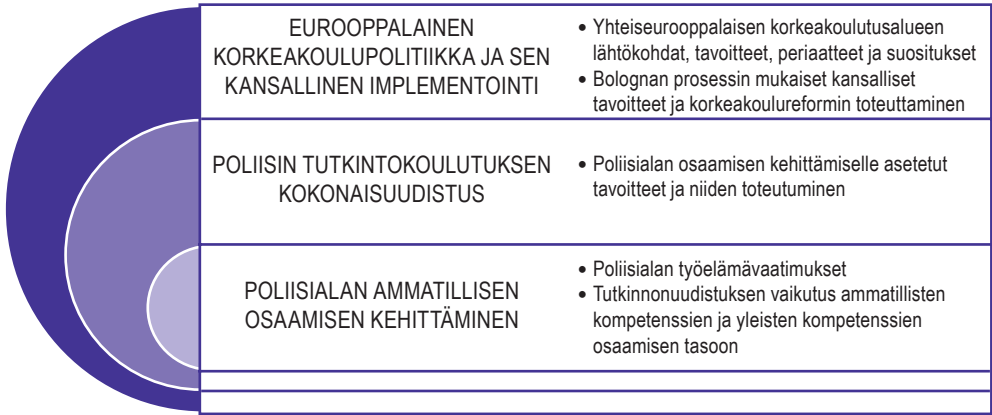 EUROOPPALAINEN
KORKEAKOULUPOLITIIKKA JA SEN
KANSALLINEN IMPLEMENTOINTI
• Yhteiseurooppalaisen korkeakoulutusalueen
lähtökohdat, tavoitteet, periaatteet ja suositukset
• Bolognan prosessin mukaiset kansalliset
tavoitteet ja korkeakoulureformin toteuttaminen
POLIISIN TUTKINTOKOULUTUKSEN
KOKONAISUUDISTUS
• Poliisialan osaamisen kehittämiselle asetetut
tavoitteet ja niiden toteutuminen
POLIISIALAN AMMATILLISEN
OSAAMISEN KEHITTÄMINEN
• Poliisialan työelämävaatimukset
• Tutkinnonuudistuksen vaikutus ammatillisten
kompetenssien ja yleisten kompetenssien
osaamisen tasoon